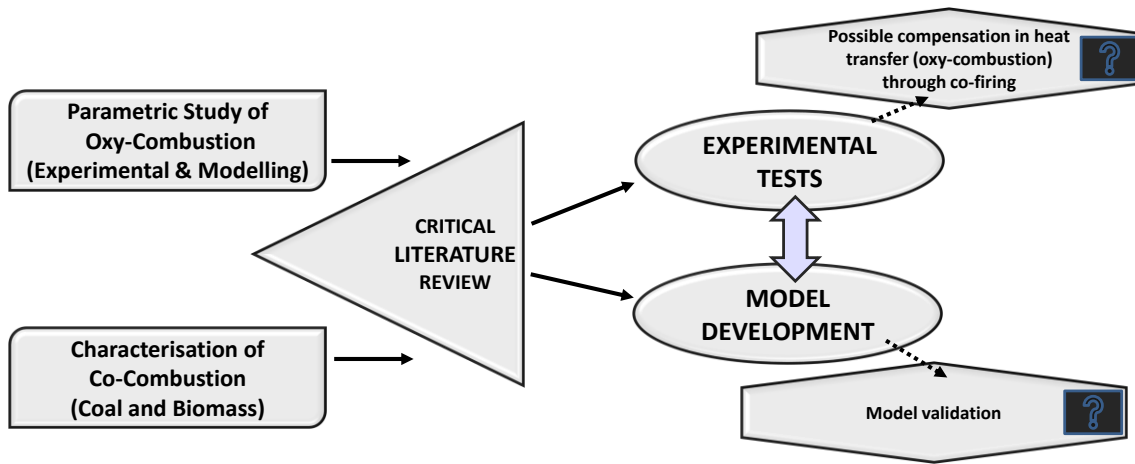 Parametric Study of
Oxy-Combustion
(Experimental & Modelling)
Characterisation of
Co-Combustion
(Coal and Biomass)
CRITICAL
LITERATURE
REVIEW
EXPERIMENTAL
TESTS
MODEL
DEVELOPMENT
Possible compensation in heat
transfer (oxy-combustion)
through co-firing
?
Model validation
?